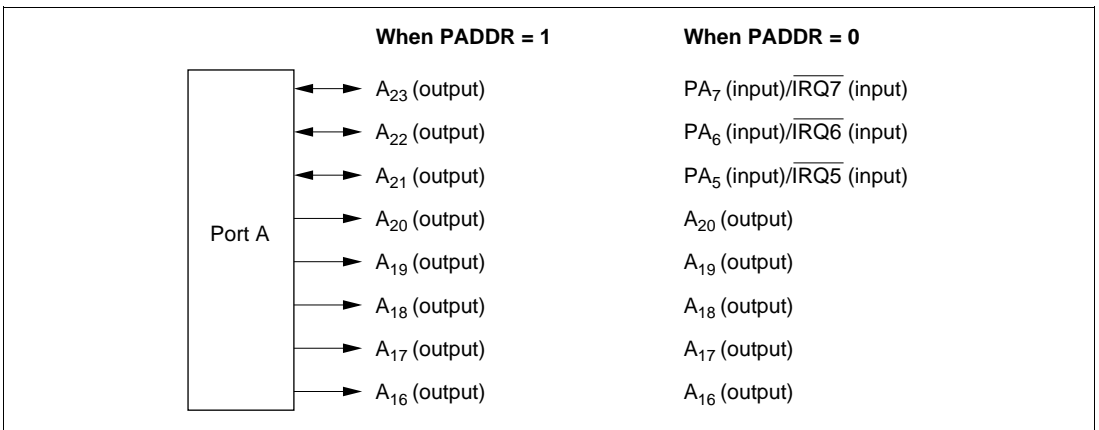 When PADDR = 1 When PADDR = 0
A23 (output) PA7 (input)/IRQ7 (input)
A22 (output) PA6 (input)/IRQ6 (input)
A21 (output) PA5 (input)/IRQ5 (input)
A20 (output) A20 (output)
Port A
A19 (output) A19 (output)
A18 (output) A18 (output)
A17 (output) A17 (output)
A16 (output) A16 (output)